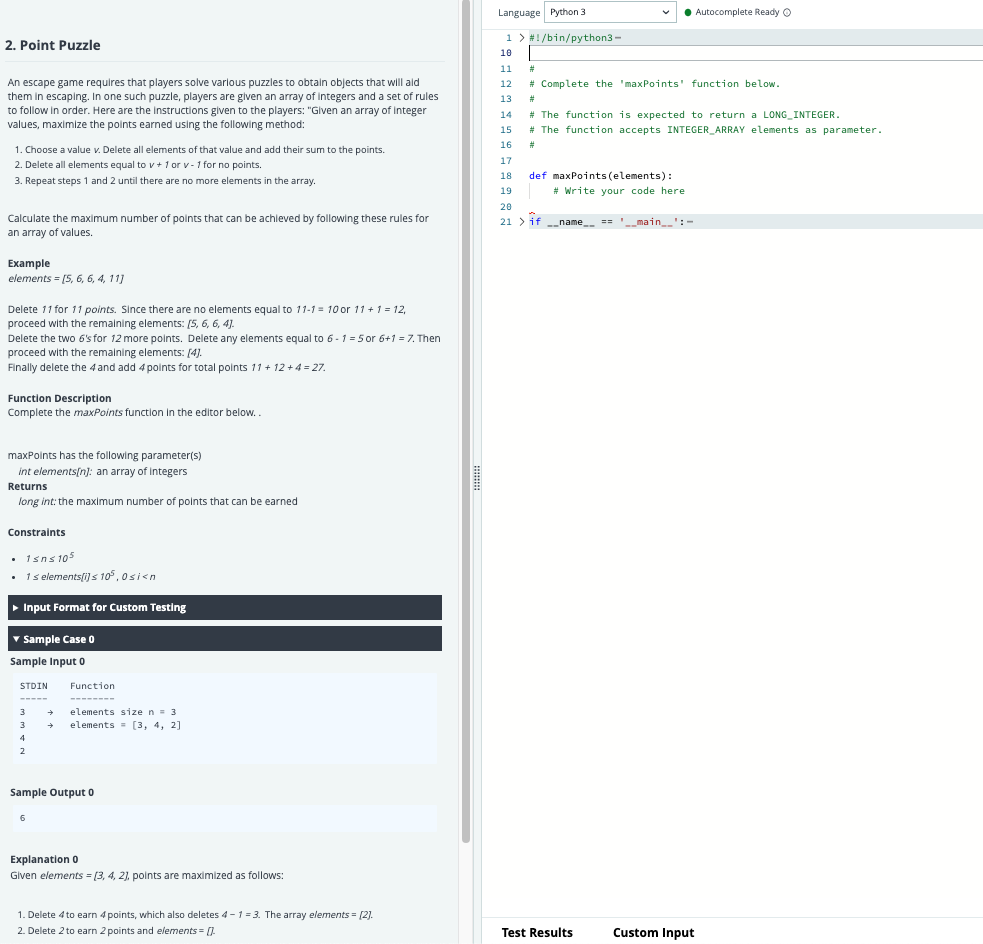 2. Point Puzzle
An escape game requires that players solve various puzzles to obtain objects that will aid
them in escaping. In one such puzzle, players are given an array of integers and a set of rules
to follow in order. Here are the instructions given to the players: "Given an array of integer
values, maximize the points earned using the following method:
1. Choose a value v. Delete all elements of that value and add their sum to the points.
2. Delete all elements equal to v + 1 or v - 1 for no points.
3. Repeat steps 1 and 2 until there are no more elements in the array.
Calculate the maximum number of points that can be achieved by following these rules for
an array of values.
Example
elements = [5, 6, 6, 4, 11]
Delete 11 for 11 points. Since there are no elements equal to 11-1 = 10 or 11 + 1 = 12,
proceed with the remaining elements: [5, 6, 6, 4].
Delete the two 6's for 12 more points. Delete any elements equal to 6 - 1 = 5 or 6+1 = 7. Then
proceed with the remaining elements: [4].
Finally delete the 4 and add 4 points for total points 11 + 12 + 4 = 27.
Function Description
Complete the maxPoints function in the editor below. .
maxPoints has the following parameter(s)
int elements[n]: an array of integers
Returns
long int: the maximum number of points that can be earned
Constraints
• 1 ≤ n ≤ 10^5
• 1 ≤ elements[i] ≤ 10^5 , 0 ≤ i < n
▶ Input Format for Custom Testing
▼ Sample Case 0
Sample Input 0
STDIN Function
----- --------
3 → elements size n = 3
3 → elements = [3, 4, 2]
4
2
Sample Output 0
6
Explanation 0
Given elements = [3, 4, 2], points are maximized as follows:
1. Delete 4 to earn 4 points, which also deletes 4 − 1 = 3. The array elements = [2].
2. Delete 2 to earn 2 points and elements = [].
Language Python 3 Autocomplete Ready
1 #!/bin/python3
10
11 #
12 # Complete the 'maxPoints' function below.
13 #
14 # The function is expected to return a LONG_INTEGER.
15 # The function accepts INTEGER_ARRAY elements as parameter.
16 #
17
18 def maxPoints(elements):
19 # Write your code here
20
21 if __name__ == '__main__':
Test Results Custom Input